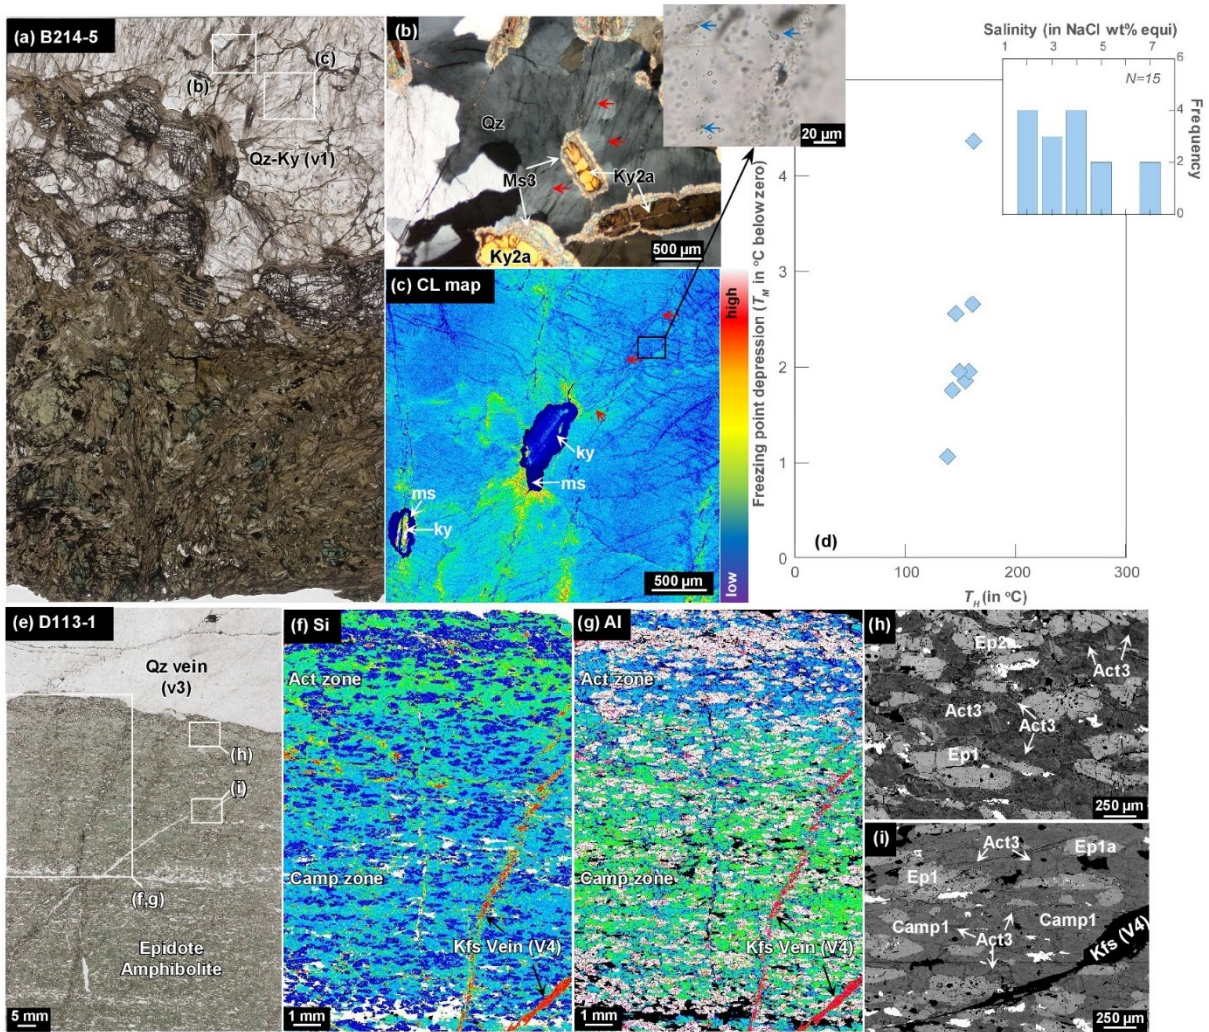 (a) B214-5
(b)
(c)
Qz-Ky (v1)
(b)
Qz
Ms3
Ky2a
Ky2a
500 µm
20 µm
(c) CL map
ky
ms
ms
ky
500 µm
high
low
Salinity (in NaCl wt% equi)
1 3 5 7
N=15
6
4
2
0
Frequency
Freezing point depression (TM in °C below zero)
4
3
2
1
0
(d)
0 100 200 300
TH (in °C)
(e) D113-1
Qz vein
(v3)
(h)
(i)
(f,g)
Epidote
Amphibolite
5 mm
(f) Si
Act zone
Camp zone
Kfs Vein (V4)
1 mm
(g) Al
Act zone
Camp zone
Kfs Vein (V4)
1 mm
(h)
Ep2a
Act3
Act3
Act3
Ep1
250 µm
(i)
Act3
Ep1a
Ep1
Camp1
Act3
Camp1
Kfs (V4)
250 µm